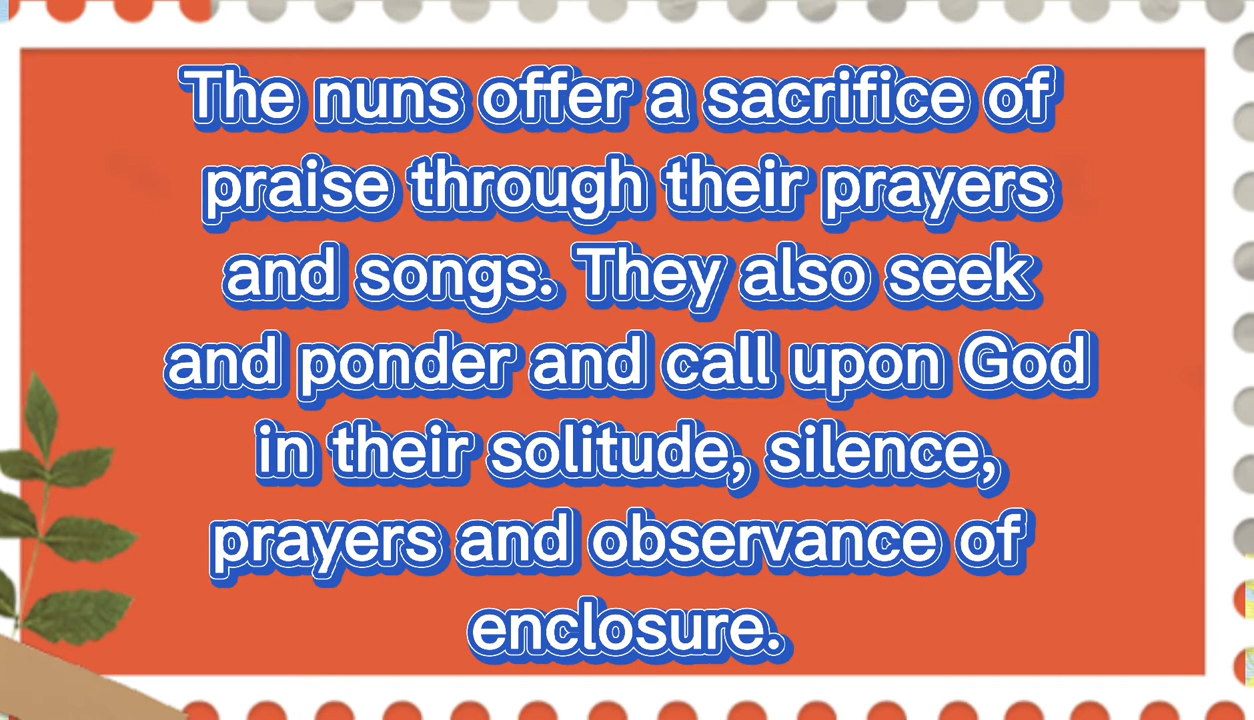 The nuns offer a sacrifice of
praise through their prayers
and songs. They also seek
and ponder and call upon God
in their solitude, silence,
prayers and observance of
enclosure.